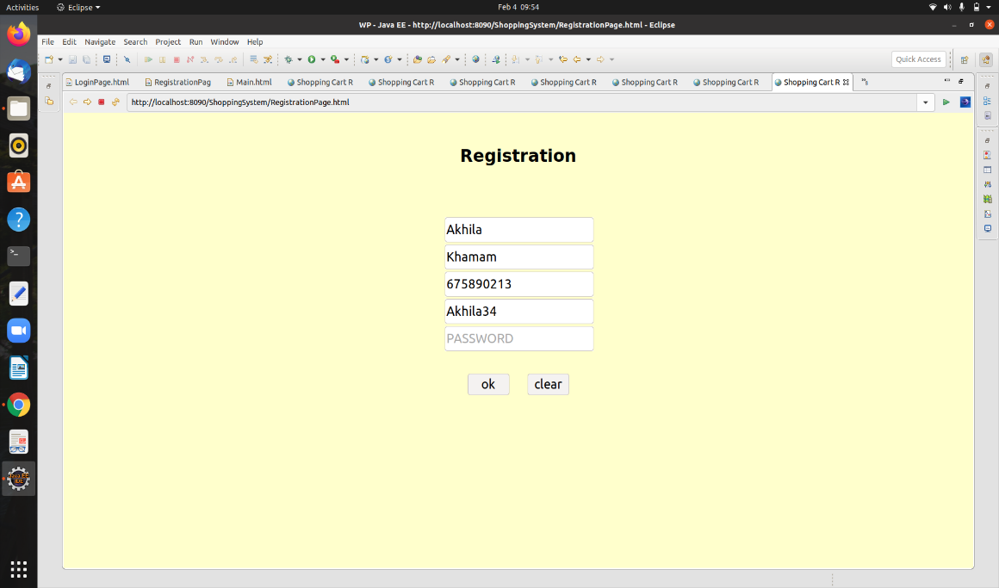 Activities Eclipse Feb 4 09:54
WP - Java EE - http://localhost:8090/ShoppingSystem/RegistrationPage.html - Eclipse
File Edit Navigate Search Project Run Window Help
Quick Access
LoginPage.html RegistrationPag Main.html Shopping Cart R Shopping Cart R Shopping Cart R Shopping Cart R Shopping Cart R Shopping Cart R Shopping Cart R
http://localhost:8090/ShoppingSystem/RegistrationPage.html
Registration
Akhila
Khamam
675890213
Akhila34
PASSWORD
ok clear